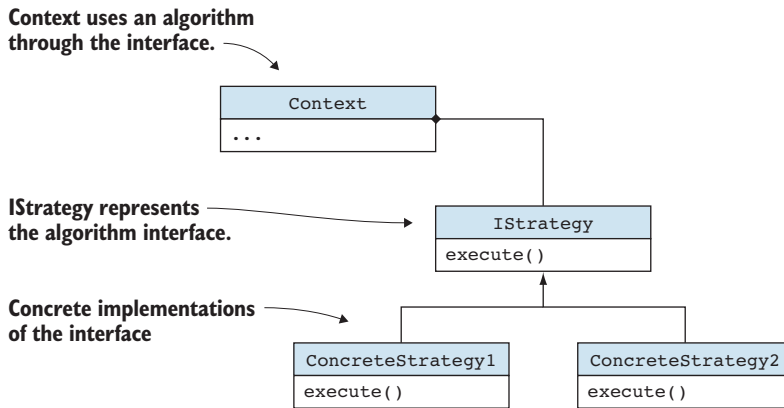 Context uses an algorithm
through the interface.
Context
...
IStrategy represents
the algorithm interface.
IStrategy
execute()
Concrete implementations
of the interface
ConcreteStrategy1
execute()
ConcreteStrategy2
execute()